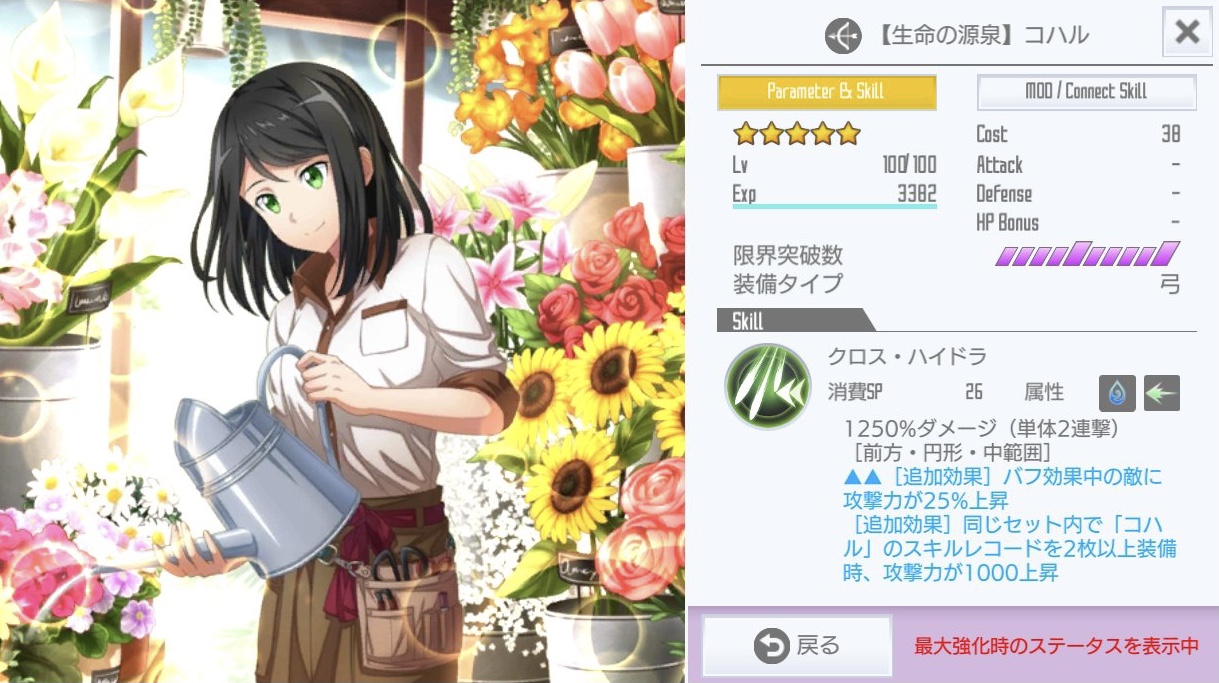 【生命の源泉】コハル
Parameter & Skill
MOD / Connect Skill
Lv 100/100
Exp 3382
Cost 38
Attack -
Defense -
HP Bonus -
限界突破数
装備タイプ 弓
Skill
クロス・ハイドラ
消費SP 26 属性
1250%ダメージ（単体2連撃）
［前方・円形・中範囲］
▲▲［追加効果］バフ効果中の敵に
攻撃力が25%上昇
［追加効果］同じセット内で「コハ
ル」のスキルレコードを2枚以上装備
時、攻撃力が1000上昇
戻る
最大強化時のステータスを表示中